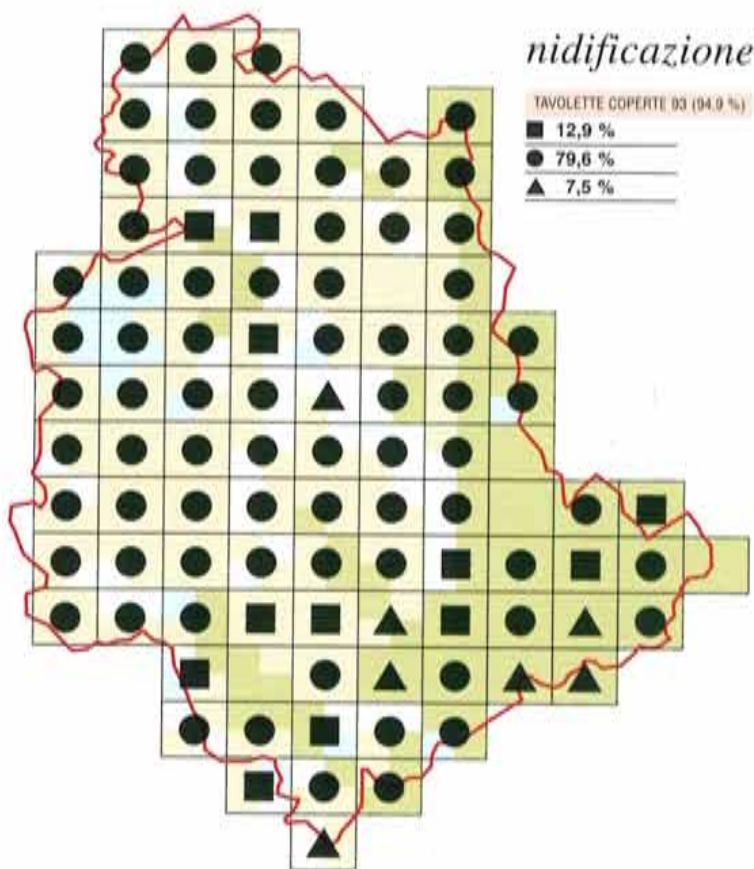 nidificazione
TAVOLETTE COPERTE 93 (94.9 %)
■ 12,9 %
● 79,6 %
▲ 7,5 %